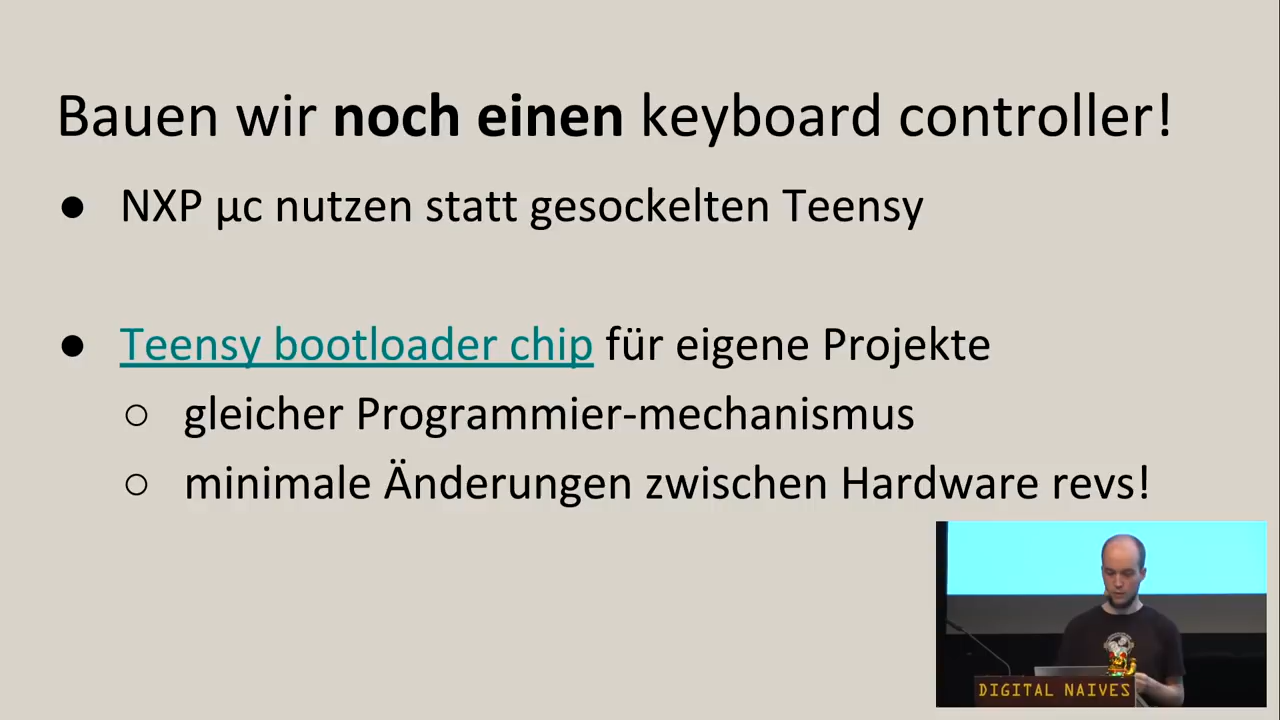 Bauen wir noch einen keyboard controller!
● NXP µc nutzen statt gesockelten Teensy
● Teensy bootloader chip für eigene Projekte
○ gleicher Programmier-mechanismus
○ minimale Änderungen zwischen Hardware revs!
DIGITAL NAIVES